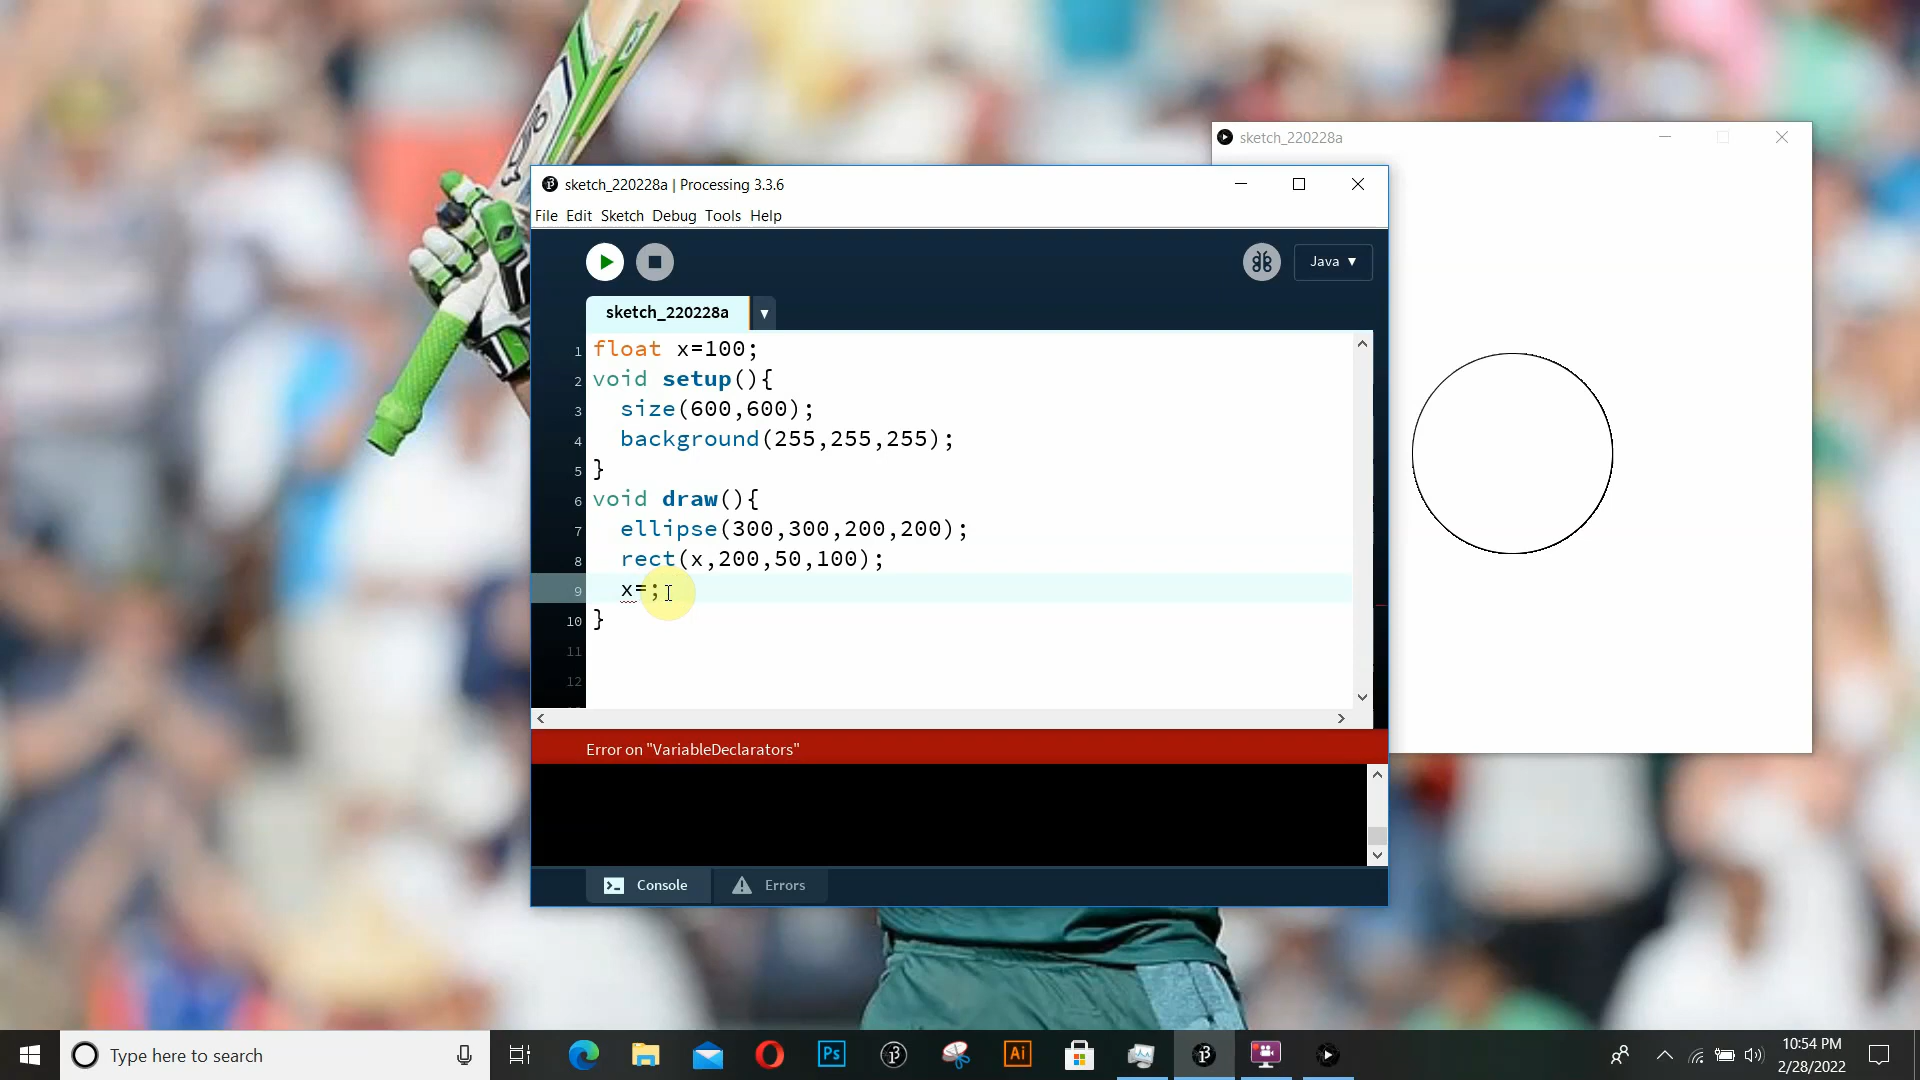 sketch_220228a
sketch_220228a | Processing 3.3.6
File Edit Sketch Debug Tools Help
Java ▼
sketch_220228a ▼
1 float x=100;
2 void setup(){
3 size(600,600);
4 background(255,255,255);
5 }
6 void draw(){
7 ellipse(300,300,200,200);
8 rect(x,200,50,100);
9 x=;
10 }
11
12
Error on "VariableDeclarators"
Console Errors
Type here to search
Ps
Ai
10:54 PM
2/28/2022